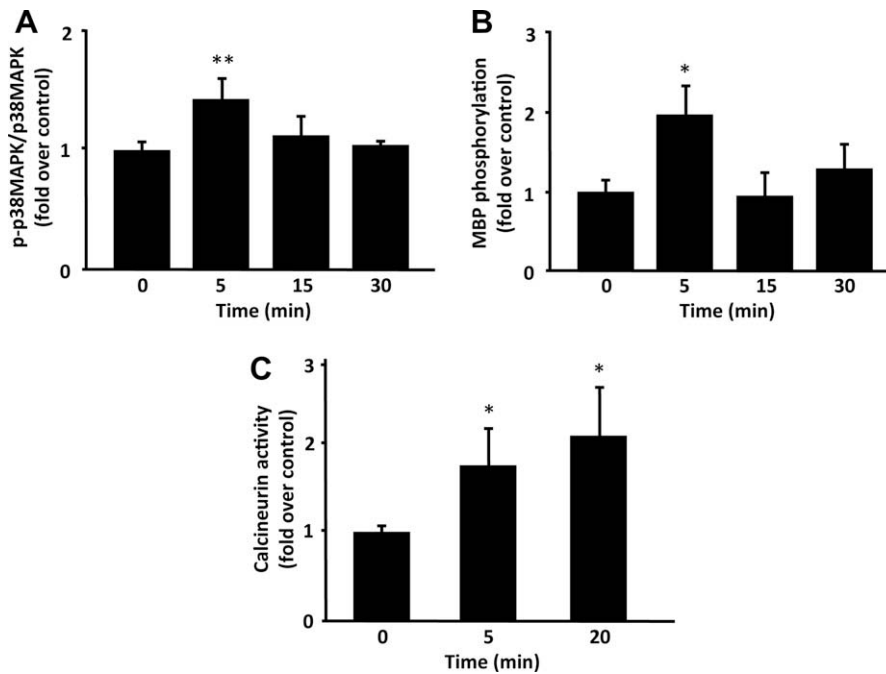 A
p-p38MAPK/p38MAPK
(fold over control)
2
1
0
**
0 5 15 30
Time (min)
B
MBP phosphorylation
(fold over control)
3
2
1
0
*
0 5 15 30
Time (min)
C
Calcineurin activity
(fold over control)
3
2
1
0
*
*
0 5 20
Time (min)